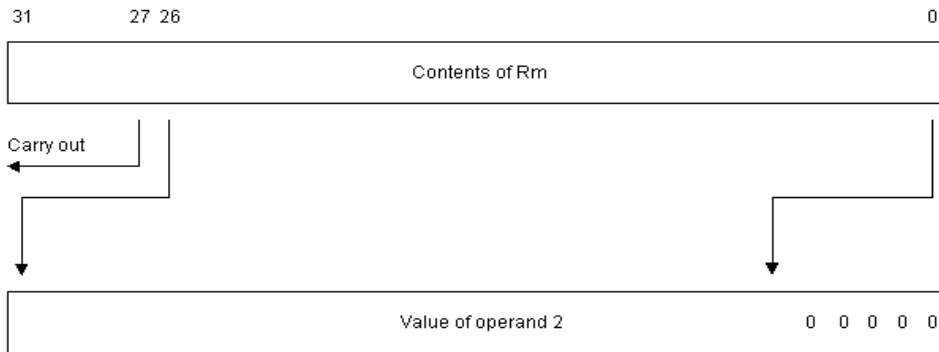 31 27 26 0
Contents of Rm
Carry out
Value of operand 2 0 0 0 0 0